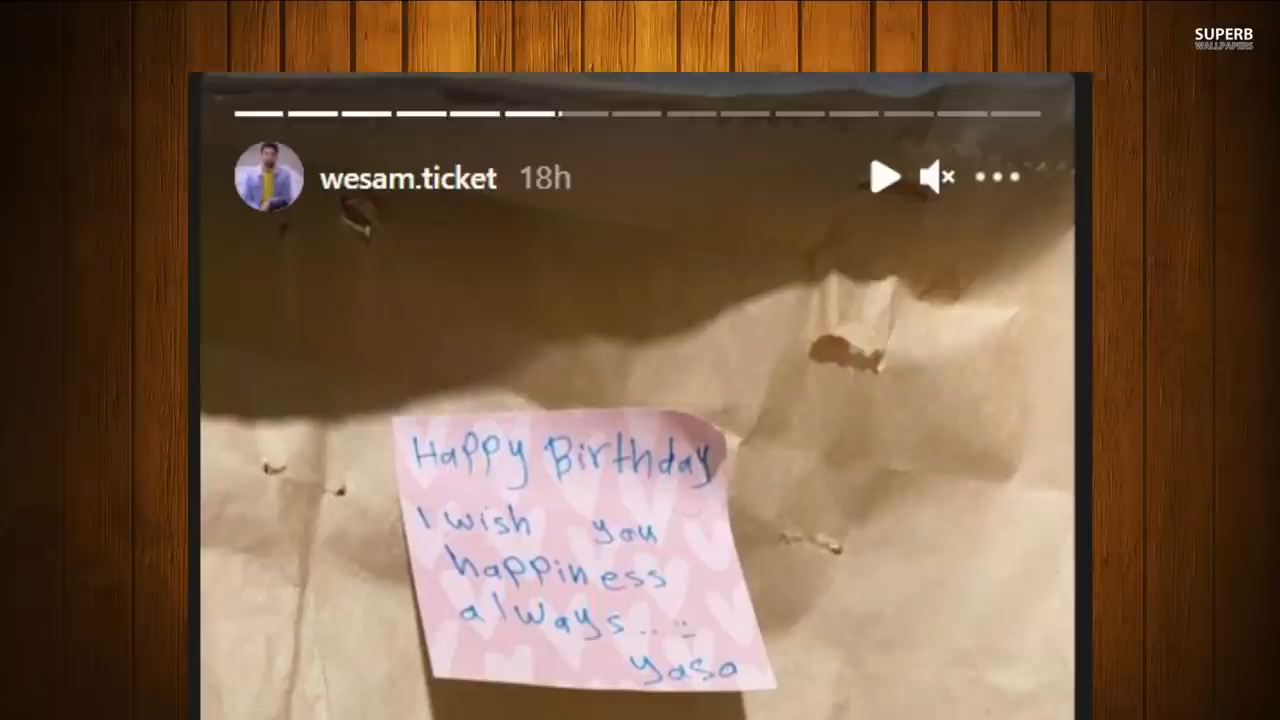 SUPERB
WALLPAPERS
wesam.ticket 18h
Happy Birthday
I wish you
happiness
always.. :-
Yaso